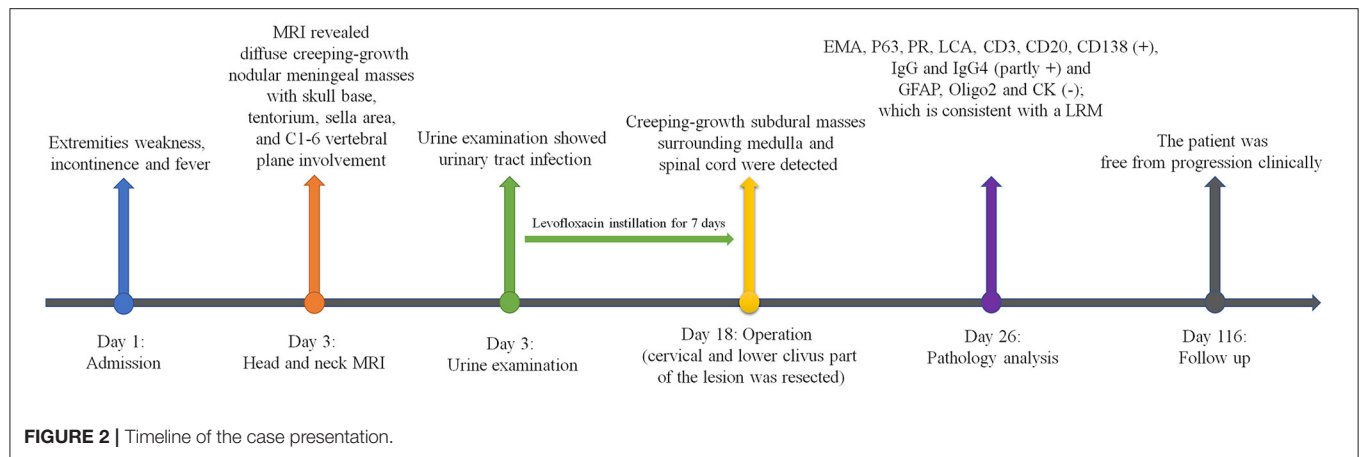 Extremities weakness,
incontinence and fever
Day 1:
Admission
MRI revealed
diffuse creeping-growth
nodular meningeal masses
with skull base,
tentorium, sella area,
and C1-6 vertebral
plane involvement
Day 3:
Head and neck MRI
Urine examination showed
urinary tract infection
Day 3:
Urine examination
Levofloxacin instillation for 7 days
Creeping-growth subdural masses
surrounding medulla and
spinal cord were detected
Day 18: Operation
(cervical and lower clivus part
of the lesion was resected)
EMA, P63, PR, LCA, CD3, CD20, CD138 (+),
IgG and IgG4 (partly +) and
GFAP, Oligo2 and CK (-);
which is consistent with a LRM
Day 26:
Pathology analysis
The patient was
free from progression clinically
Day 116:
Follow up
FIGURE 2 | Timeline of the case presentation.